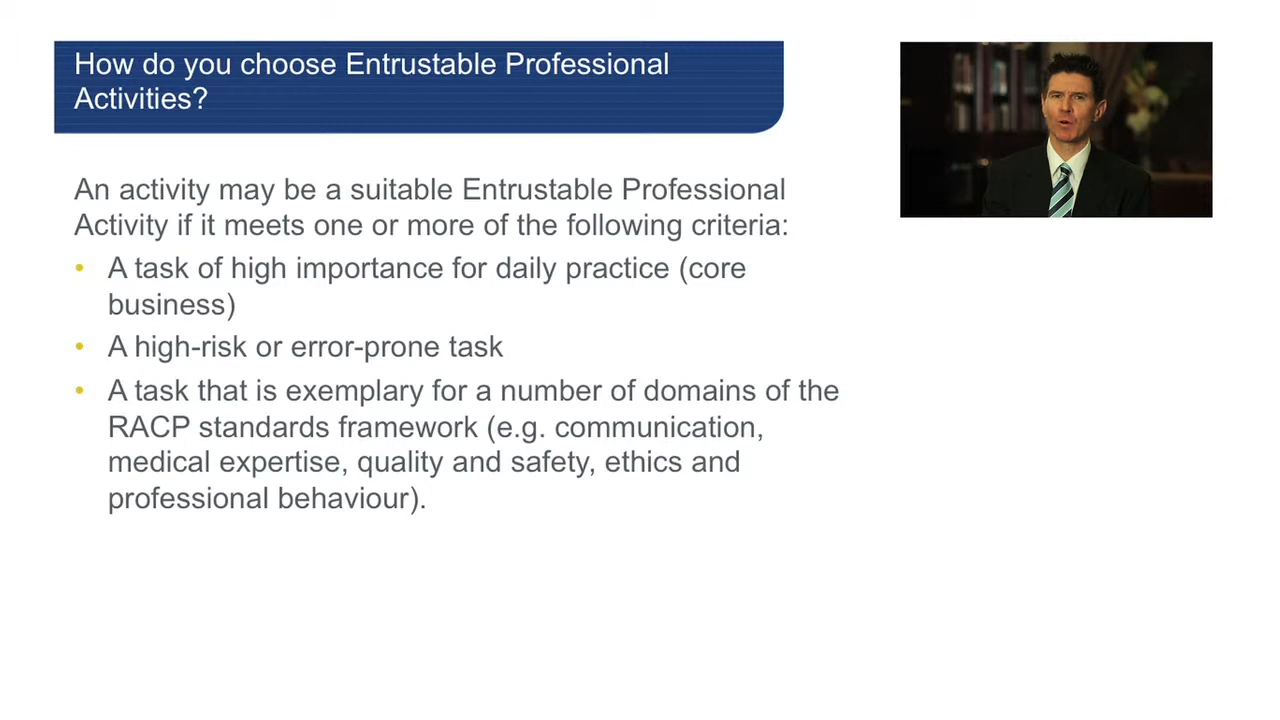 How do you choose Entrustable Professional
Activities?
An activity may be a suitable Entrustable Professional
Activity if it meets one or more of the following criteria:
• A task of high importance for daily practice (core
business)
• A high-risk or error-prone task
• A task that is exemplary for a number of domains of the
RACP standards framework (e.g. communication,
medical expertise, quality and safety, ethics and
professional behaviour).